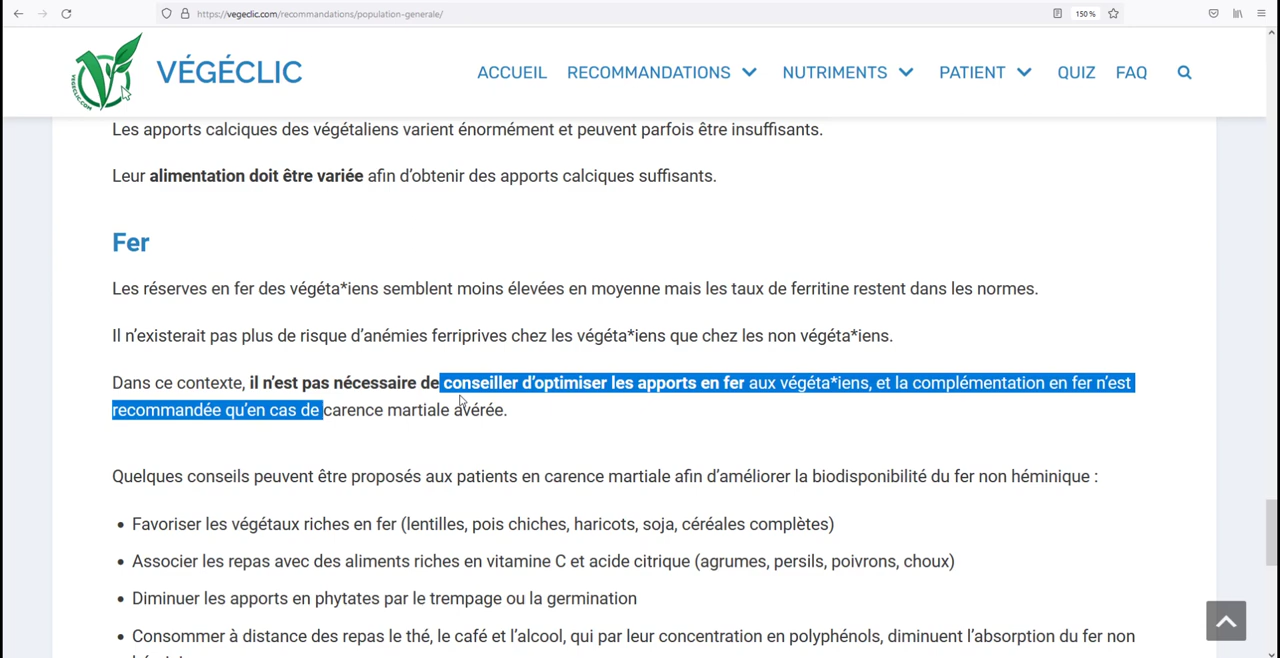 https://vegeclic.com/recommandations/population-generale/
150 %
VEGECLIC.COM
VÉGÉCLIC
ACCUEIL RECOMMANDATIONS NUTRIMENTS PATIENT QUIZ FAQ
Les apports calciques des végétaliens varient énormément et peuvent parfois être insuffisants.
Leur alimentation doit être variée afin d’obtenir des apports calciques suffisants.
Fer
Les réserves en fer des végéta*iens semblent moins élevées en moyenne mais les taux de ferritine restent dans les normes.
Il n’existerait pas plus de risque d’anémies ferriprives chez les végéta*iens que chez les non végéta*iens.
Dans ce contexte, il n’est pas nécessaire de conseiller d’optimiser les apports en fer aux végéta*iens, et la complémentation en fer n’est
recommandée qu’en cas de carence martiale avérée.
Quelques conseils peuvent être proposés aux patients en carence martiale afin d’améliorer la biodisponibilité du fer non héminique :
• Favoriser les végétaux riches en fer (lentilles, pois chiches, haricots, soja, céréales complètes)
• Associer les repas avec des aliments riches en vitamine C et acide citrique (agrumes, persils, poivrons, choux)
• Diminuer les apports en phytates par le trempage ou la germination
• Consommer à distance des repas le thé, le café et l’alcool, qui par leur concentration en polyphénols, diminuent l’absorption du fer non